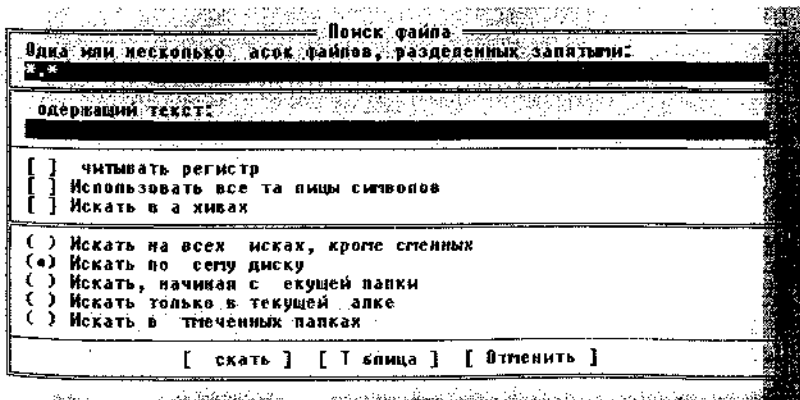 Поиск файла
Одна или несколько асок файлов, разделенных запятыми:
*.*
одержащий текст:
[ ] читывать регистр
[ ] Использовать все та лицы символов
[ ] Искать в а хивах
( ) Искать на всех исках, кроме сменных
(•) Искать по сему диску
( ) Искать, начиная с екущей папки
( ) Искать только в текущей апке
( ) Искать в тмеченных папках
[ скать ] [ Т блица ] [ Отменить ]